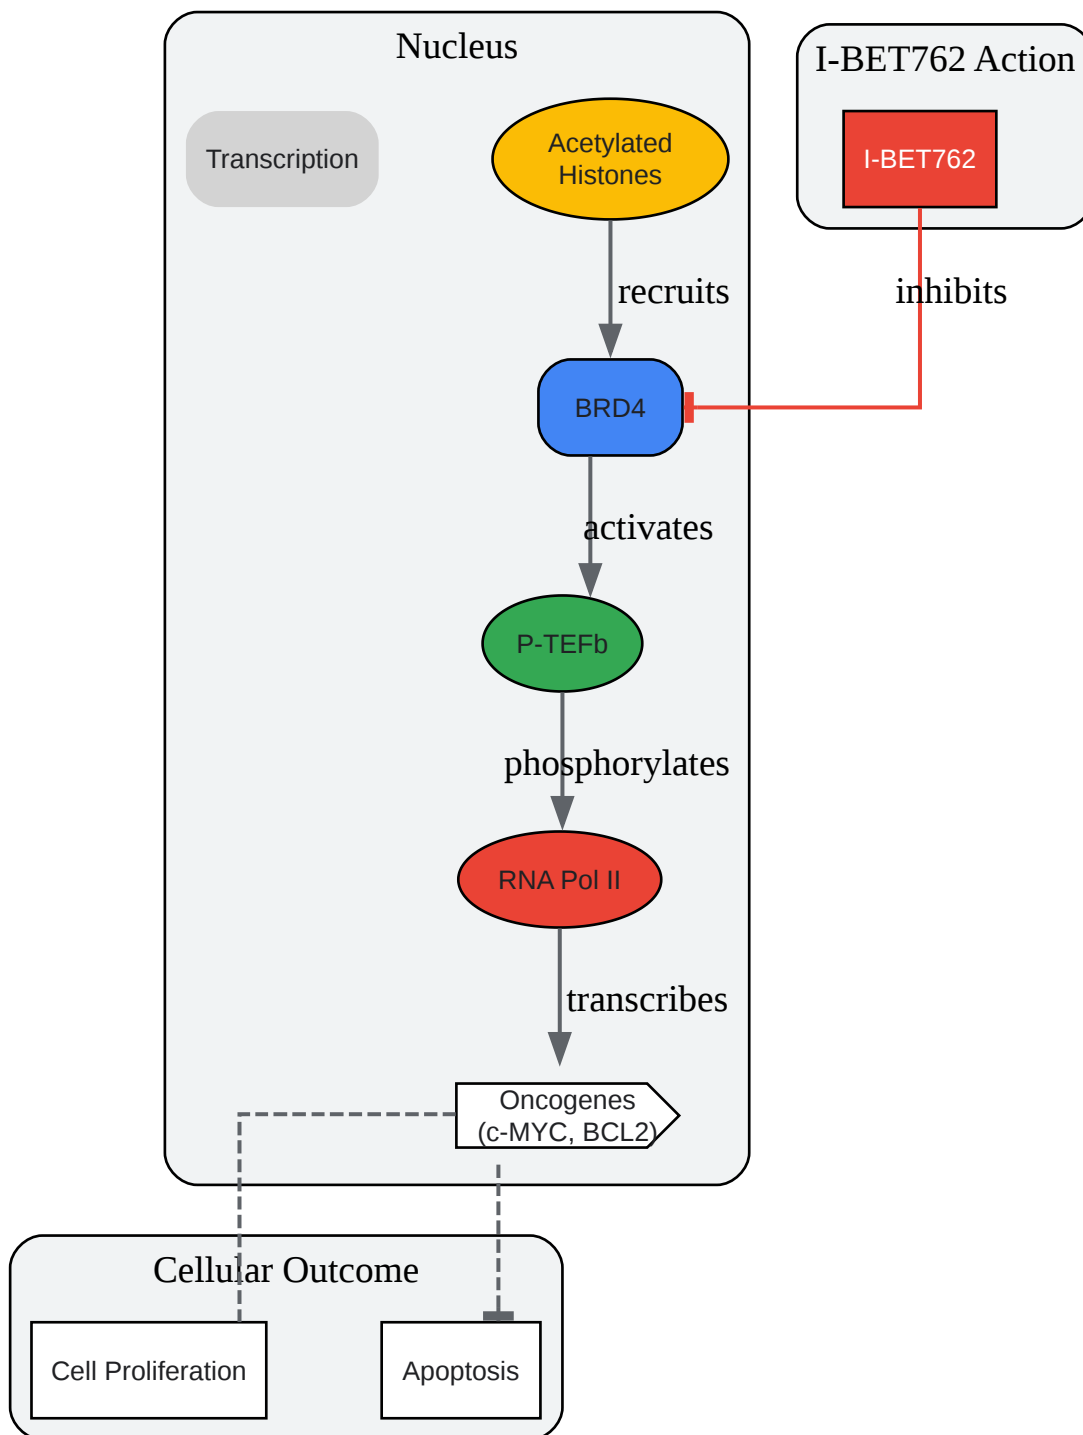 Nucleus
I-BET762 Action
Transcription
Acetylated
Histones
I-BET762
recruits
inhibits
BRD4
activates
P-TEFb
phosphorylates
RNA Pol II
transcribes
Oncogenes
(c-MYC, BCL2)
Cellular Outcome
Cell Proliferation
Apoptosis